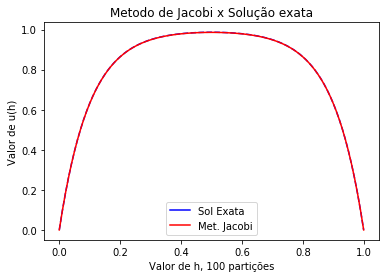 Metodo de Jacobi x Solução exata
Valor de u(h)
1.0
0.8
0.6
0.4
0.2
0.0
Sol Exata
Met. Jacobi
0.0 0.2 0.4 0.6 0.8 1.0
Valor de h, 100 partições